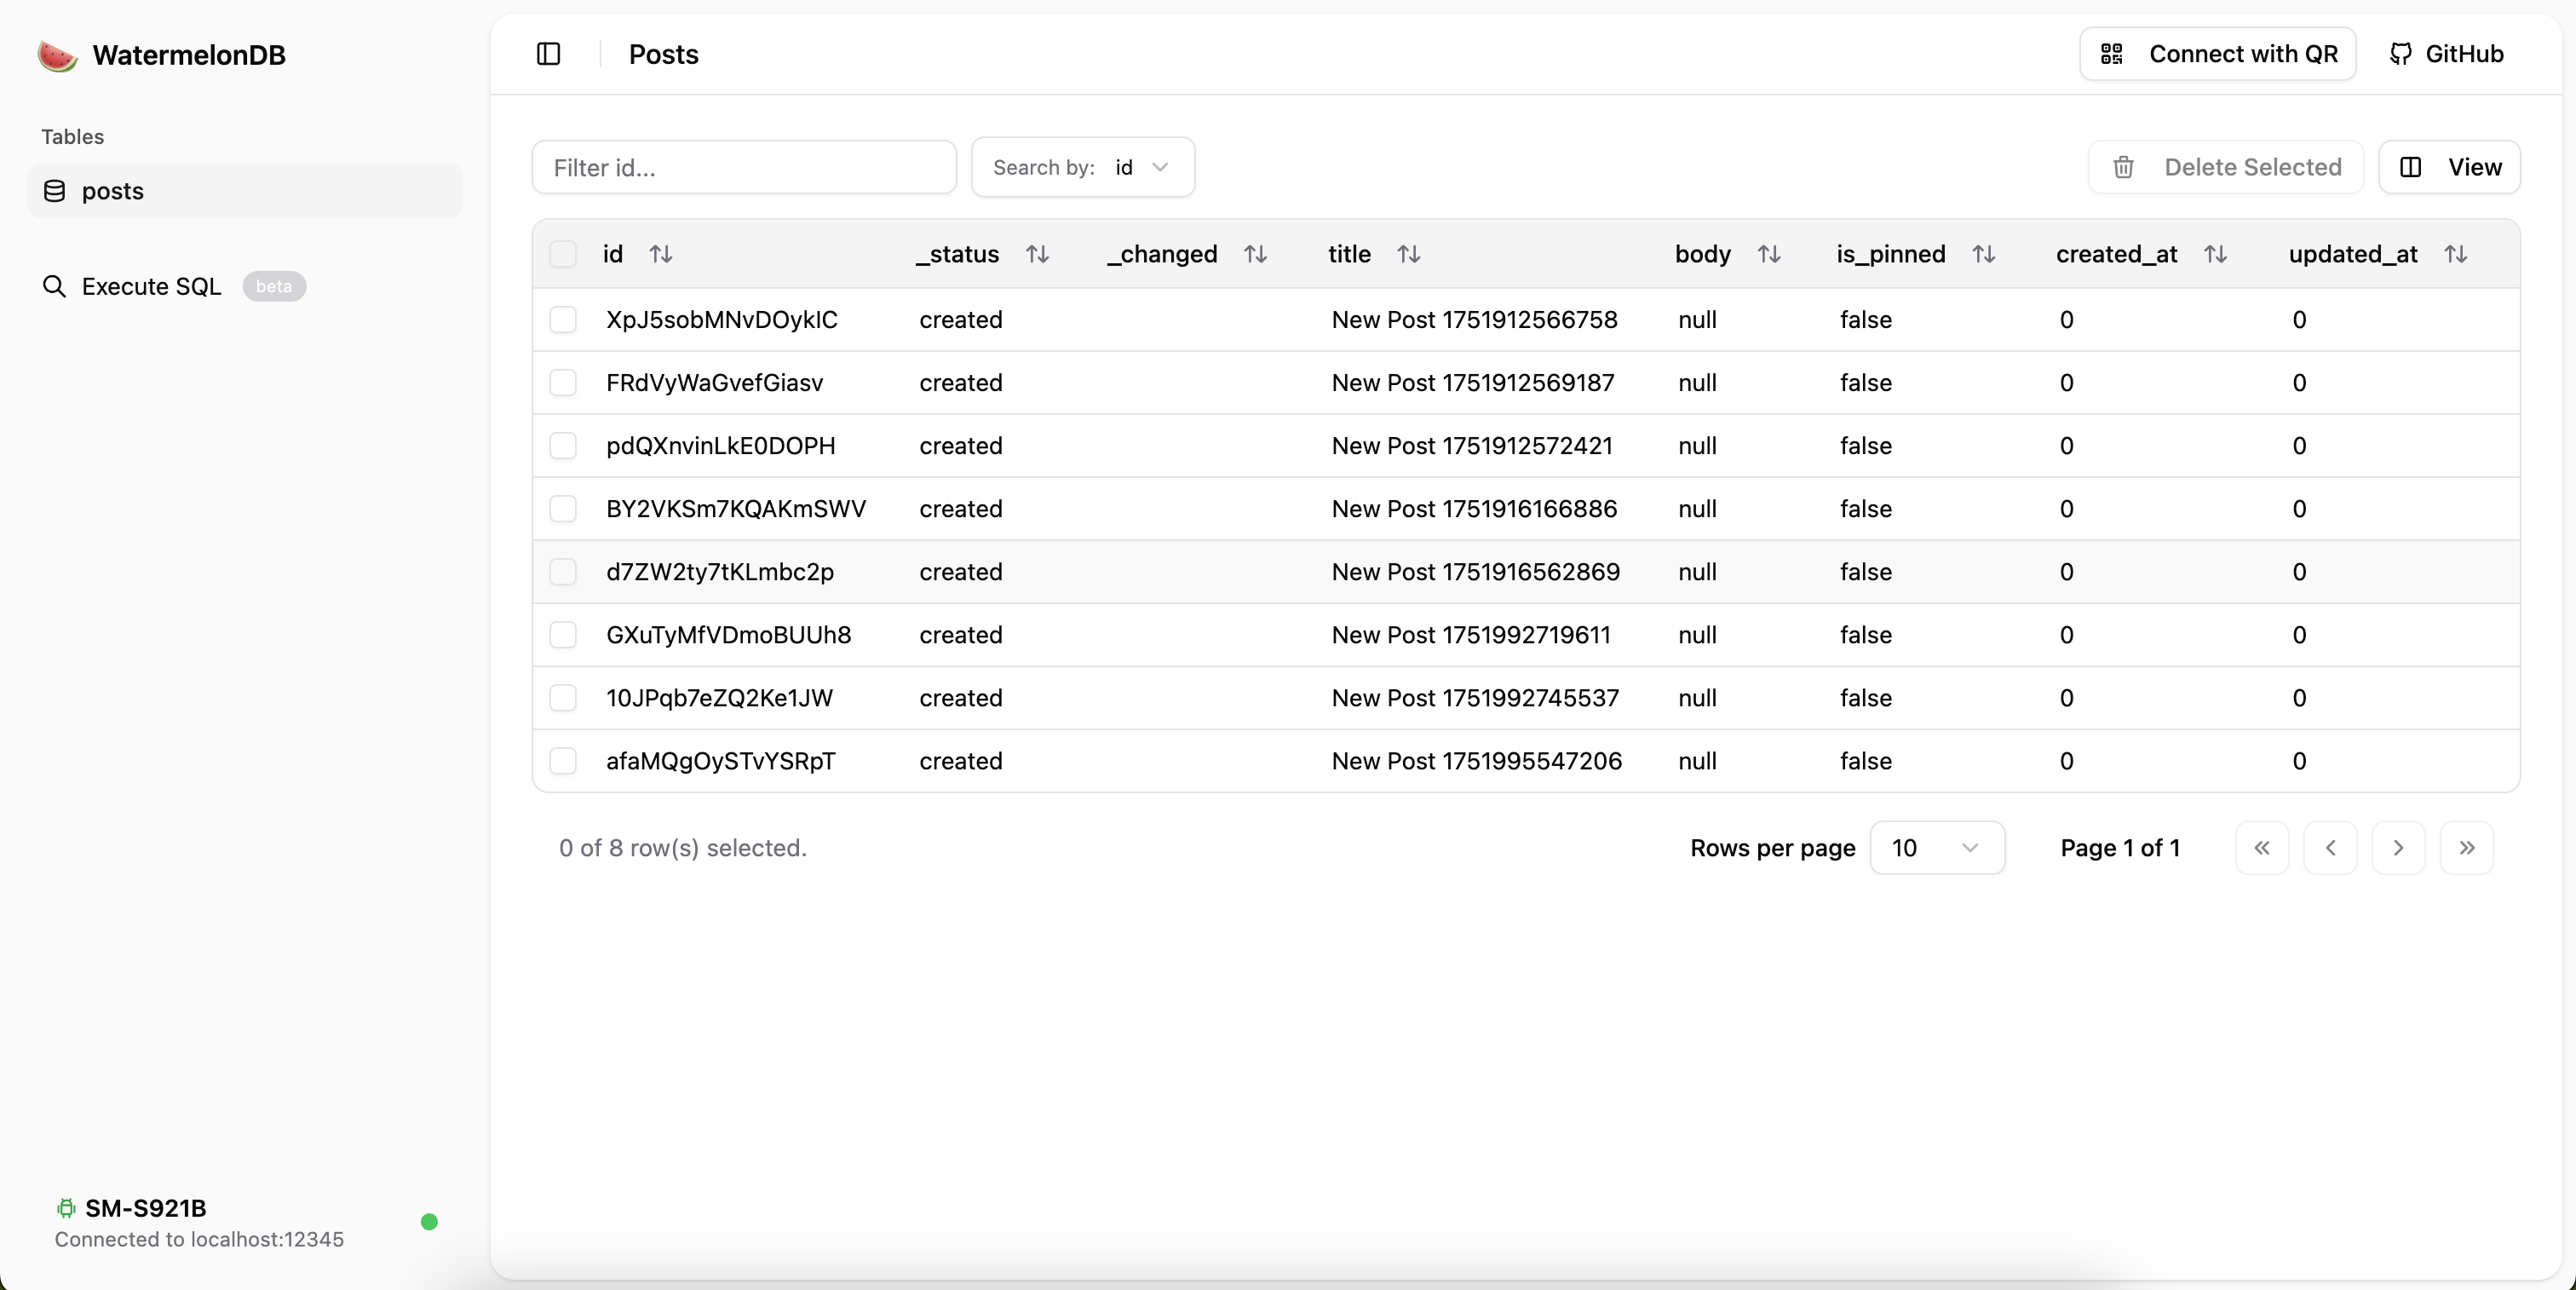 WatermelonDB
Tables
posts
Execute SQL beta
SM-S921B
Connected to localhost:12345
Posts
Connect with QR GitHub
Filter id... Search by: id Delete Selected View
id _status _changed title body is_pinned created_at updated_at
XpJ5sobMNvDOyklC created New Post 1751912566758 null false 0 0
FRdVyWaGvefGiasv created New Post 1751912569187 null false 0 0
pdQXnvinLkE0DOPH created New Post 1751912572421 null false 0 0
BY2VKSm7KQAKmSWV created New Post 1751916166886 null false 0 0
d7ZW2ty7tKLmbc2p created New Post 1751916562869 null false 0 0
GXuTyMfVDmoBUUh8 created New Post 1751992719611 null false 0 0
10JPqb7eZQ2Ke1JW created New Post 1751992745537 null false 0 0
afaMQgOySTvYSRpT created New Post 1751995547206 null false 0 0
0 of 8 row(s) selected. Rows per page 10 Page 1 of 1